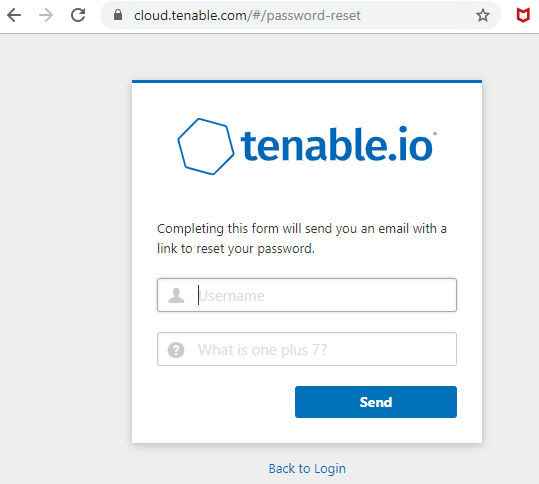 cloud.tenable.com/#/password-reset
tenable.io
Completing this form will send you an email with a
link to reset your password.
Username
What is one plus 7?
Send
Back to Login